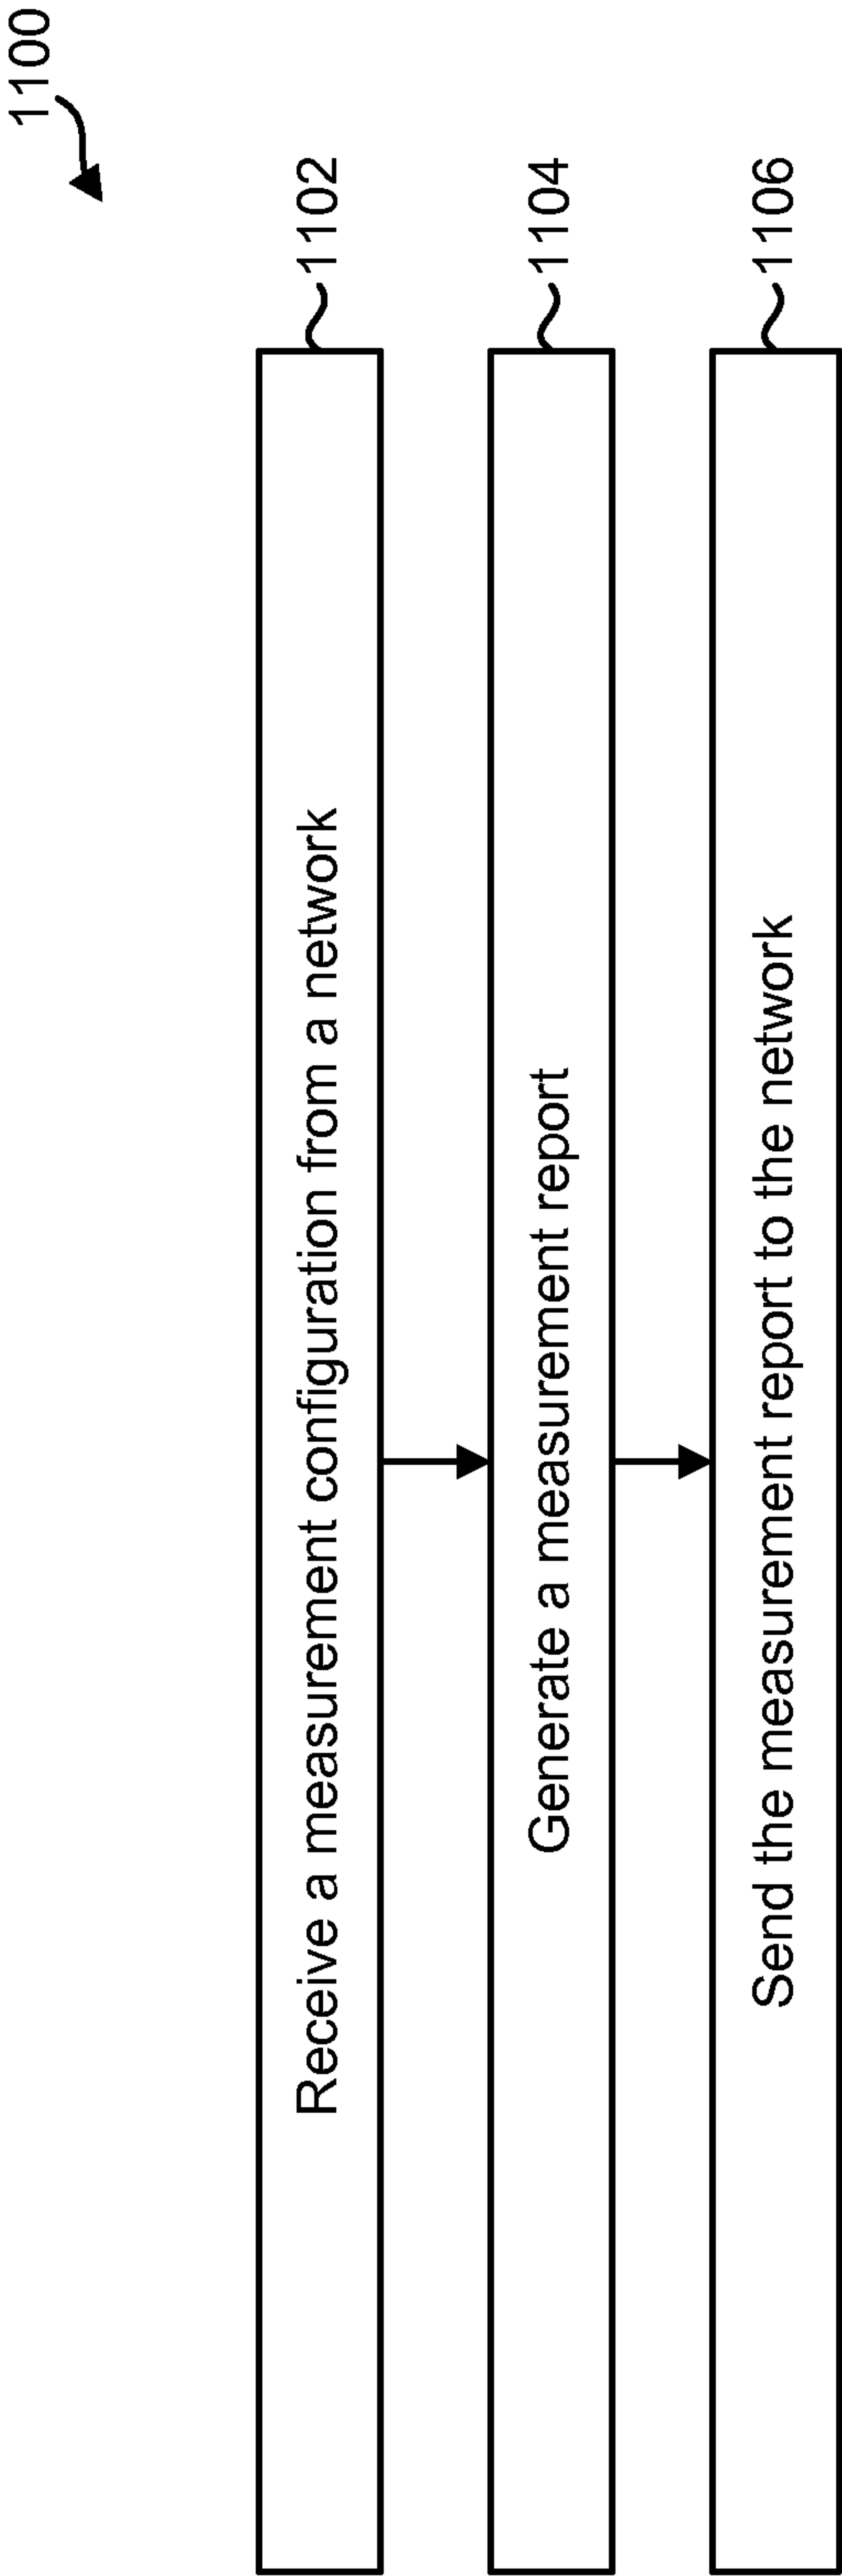 1100
Receive a measurement configuration from a network
1102
Generate a measurement report
1104
Send the measurement report to the network
1106